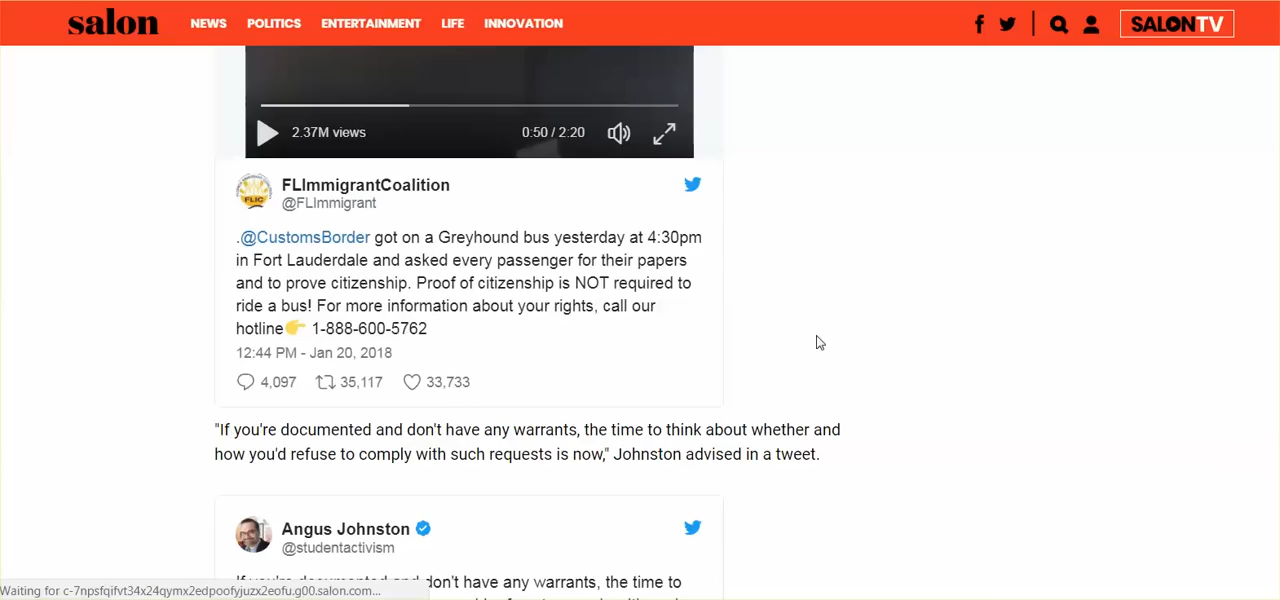 salon NEWS POLITICS ENTERTAINMENT LIFE INNOVATION SALONTV
2.37M views 0:50 / 2:20
FLImmigrantCoalition
@FLImmigrant
.@CustomsBorder got on a Greyhound bus yesterday at 4:30pm
in Fort Lauderdale and asked every passenger for their papers
and to prove citizenship. Proof of citizenship is NOT required to
ride a bus! For more information about your rights, call our
hotline👉 1-888-600-5762
12:44 PM - Jan 20, 2018
4,097 35,117 33,733
"If you're documented and don't have any warrants, the time to think about whether and
how you'd refuse to comply with such requests is now," Johnston advised in a tweet.
Angus Johnston
@studentactivism
If you're documented and don't have any warrants, the time to
Waiting for c-7npsfqifvt34x24qymx2edpoofyjuzx2eofu.g00.salon.com...